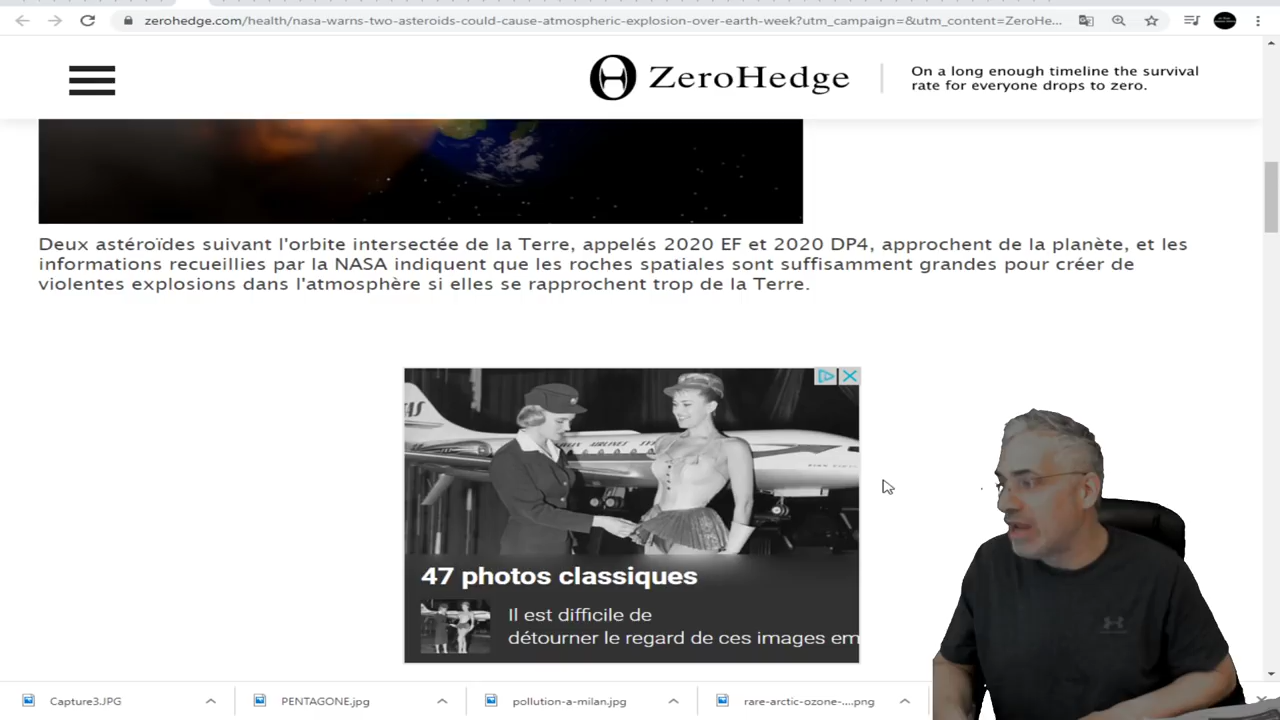 zerohedge.com/health/nasa-warns-two-asteroids-could-cause-atmospheric-explosion-over-earth-week?utm_campaign=&utm_content=ZeroHe...
ZeroHedge
On a long enough timeline the survival
rate for everyone drops to zero.
Deux astéroïdes suivant l'orbite intersectée de la Terre, appelés 2020 EF et 2020 DP4, approchent de la planète, et les
informations recueillies par la NASA indiquent que les roches spatiales sont suffisamment grandes pour créer de
violentes explosions dans l'atmosphère si elles se rapprochent trop de la Terre.
47 photos classiques
Il est difficile de
détourner le regard de ces images em
Capture3.JPG
PENTAGONE.jpg
pollution-a-milan.jpg
rare-arctic-ozone-....png